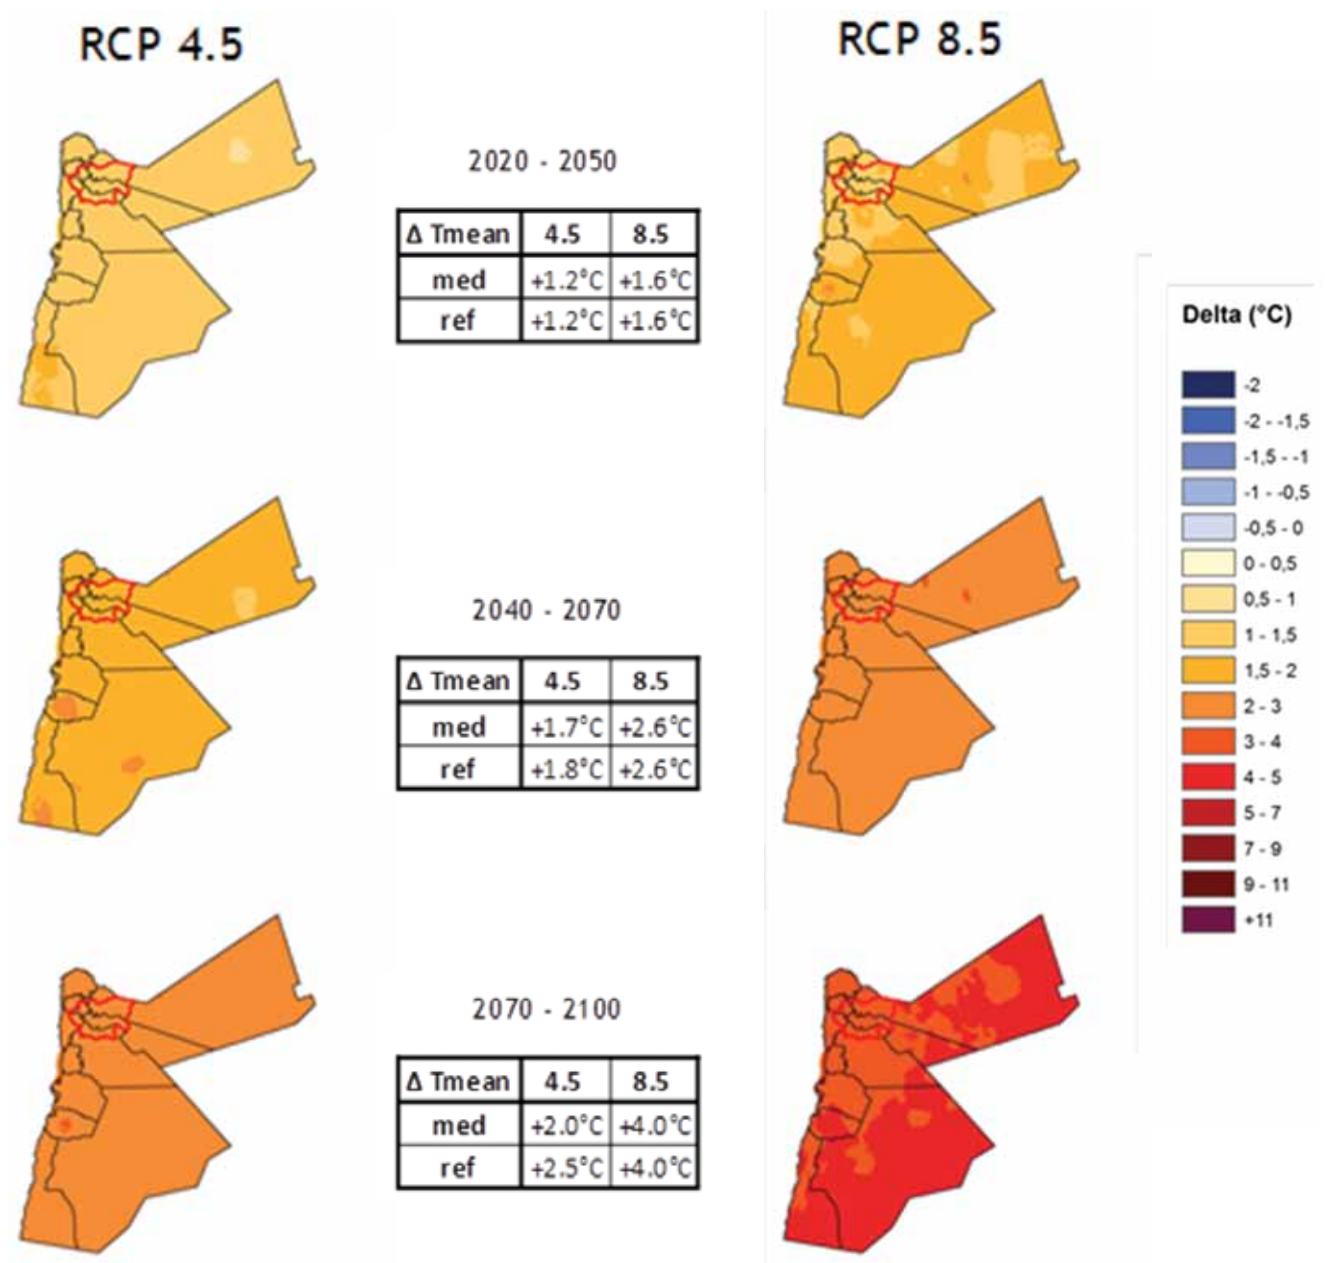 RCP 4.5
RCP 8.5
2020 - 2050
Δ Tmean 4.5 8.5
med +1.2°C +1.6°C
ref +1.2°C +1.6°C
2040 - 2070
Δ Tmean 4.5 8.5
med +1.7°C +2.6°C
ref +1.8°C +2.6°C
2070 - 2100
Δ Tmean 4.5 8.5
med +2.0°C +4.0°C
ref +2.5°C +4.0°C
Delta (°C)
-2
-2 - -1,5
-1,5 - -1
-1 - -0,5
-0,5 - 0
0 - 0,5
0,5 - 1
1 - 1,5
1,5 - 2
2 - 3
3 - 4
4 - 5
5 - 7
7 - 9
9 - 11
+11